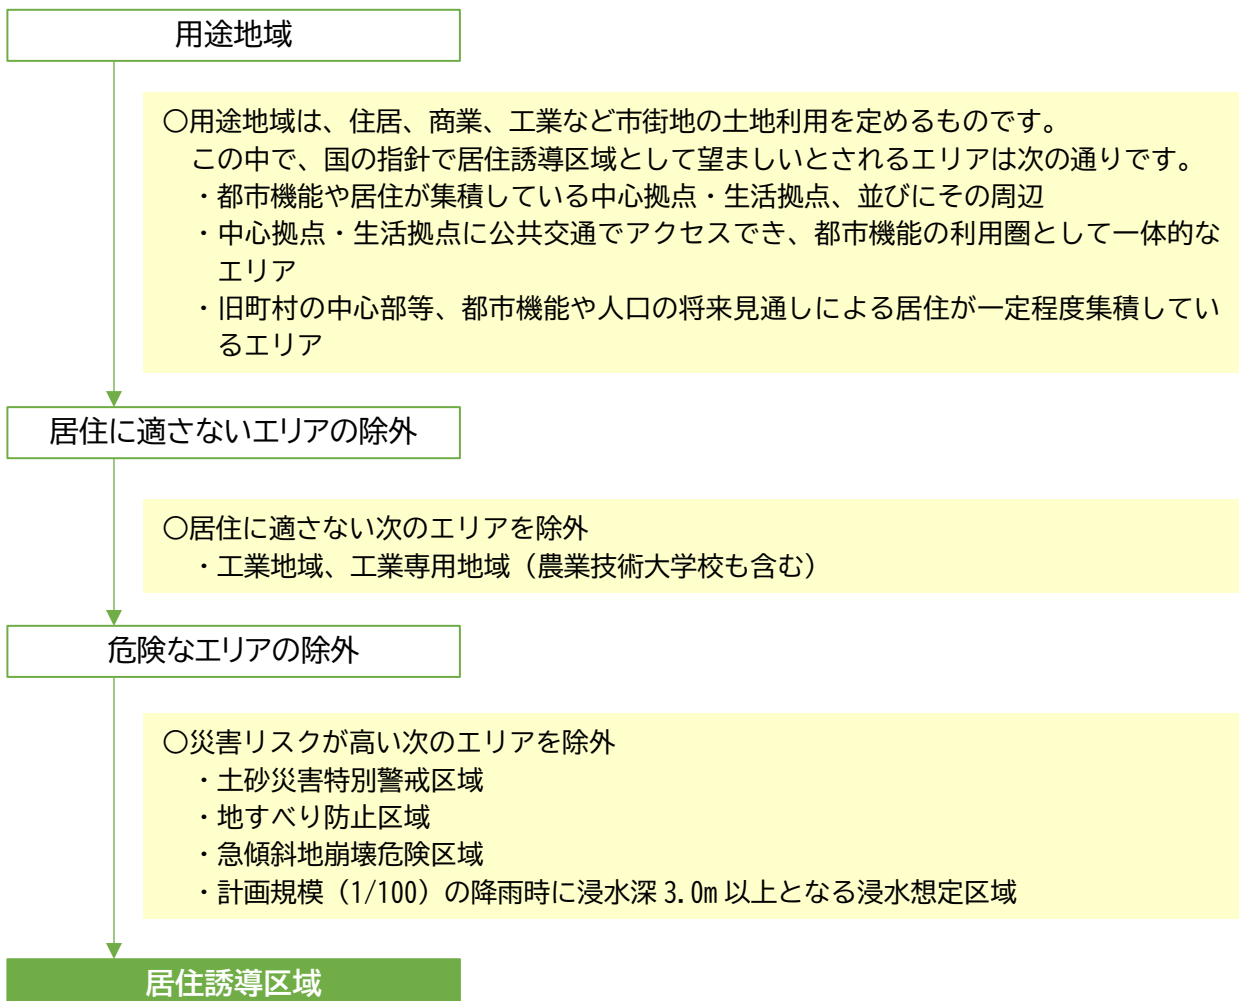 用途地域
〇用途地域は、住居、商業、工業など市街地の土地利用を定めるものです。
この中で、国の指針で居住誘導区域として望ましいとされるエリアは次の通りです。
・都市機能や居住が集積している中心拠点・生活拠点、並びにその周辺
・中心拠点・生活拠点に公共交通でアクセスでき、都市機能の利用圏として一体的な
エリア
・旧町村の中心部等、都市機能や人口の将来見通しによる居住が一定程度集積してい
るエリア
居住に適さないエリアの除外
〇居住に適さない次のエリアを除外
・工業地域、工業専用地域（農業技術大学校も含む）
危険なエリアの除外
〇災害リスクが高い次のエリアを除外
・土砂災害特別警戒区域
・地すべり防止区域
・急傾斜地崩壊危険区域
・計画規模（1/100）の降雨時に浸水深 3.0m 以上となる浸水想定区域
居住誘導区域